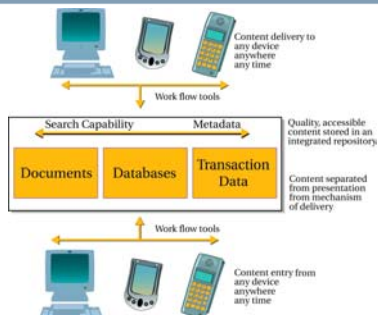 Content delivery to
any device
anywhere
any time
Work flow tools
Search Capability
Metadata
Quality, accessible
content stored in an
integrated repository.
Documents
Databases
Transaction
Data
Content separated
from presentation
from mechanism
of delivery
Work flow tools
Content entry from
any device
anywhere
any time